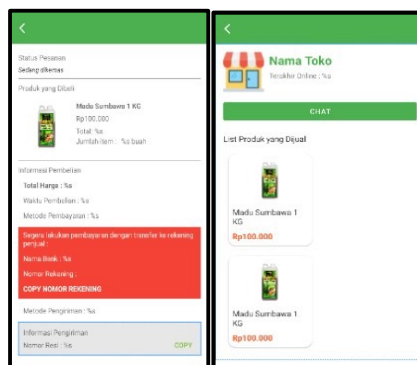 Status Pesanan
Sedang dikemas
Produk yang Dibeli
Madu Sumbawa 1 KG
Rp100.000
Total: %s
Jumlah Item : %s buah
Informasi Pembelian
Total Harga : %s
Waktu Pembelian : %s
Metode Pembayaran : %s
Segera lakukan pembayaran dengan transfer ke rekening
penjual :
Nama Bank : %s
Nomor Rekening :
COPY NOMOR REKENING
Metode Pengiriman : %s
Informasi Pengiriman
Nomor Resi : %s
COPY
Nama Toko
Terakhir Online : %s
CHAT
List Produk yang Dijual
Madu Sumbawa 1
KG
Rp100.000
Madu Sumbawa 1
KG
Rp100.000